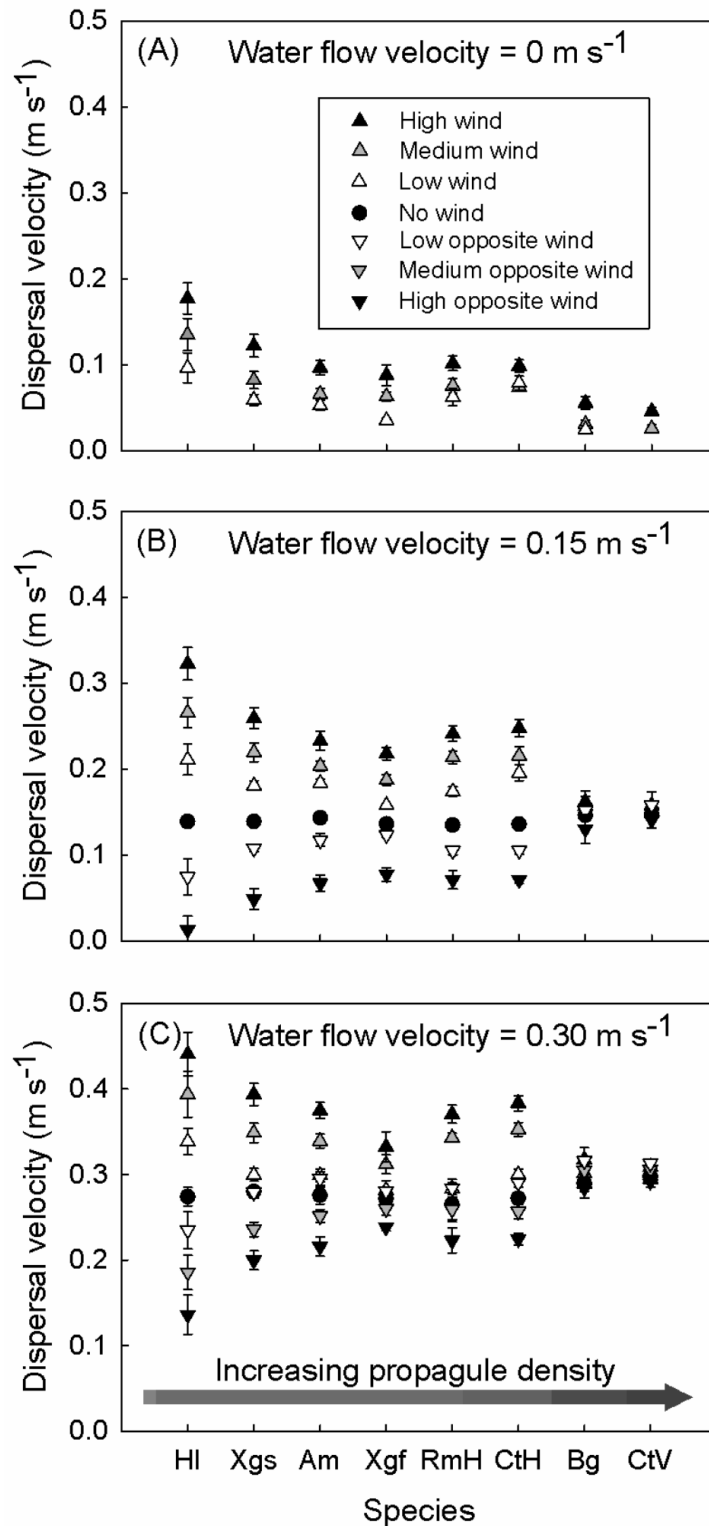 (A) Water flow velocity = 0 m s⁻¹
High wind
Medium wind
Low wind
No wind
Low opposite wind
Medium opposite wind
High opposite wind
Dispersal velocity (m s⁻¹)
0.5
0.4
0.3
0.2
0.1
0.0
(B) Water flow velocity = 0.15 m s⁻¹
Dispersal velocity (m s⁻¹)
0.5
0.4
0.3
0.2
0.1
0.0
(C) Water flow velocity = 0.30 m s⁻¹
Dispersal velocity (m s⁻¹)
0.5
0.4
0.3
0.2
0.1
0.0
Increasing propagule density
Hl Xgs Am Xgf RmH CtH Bg CtV
Species